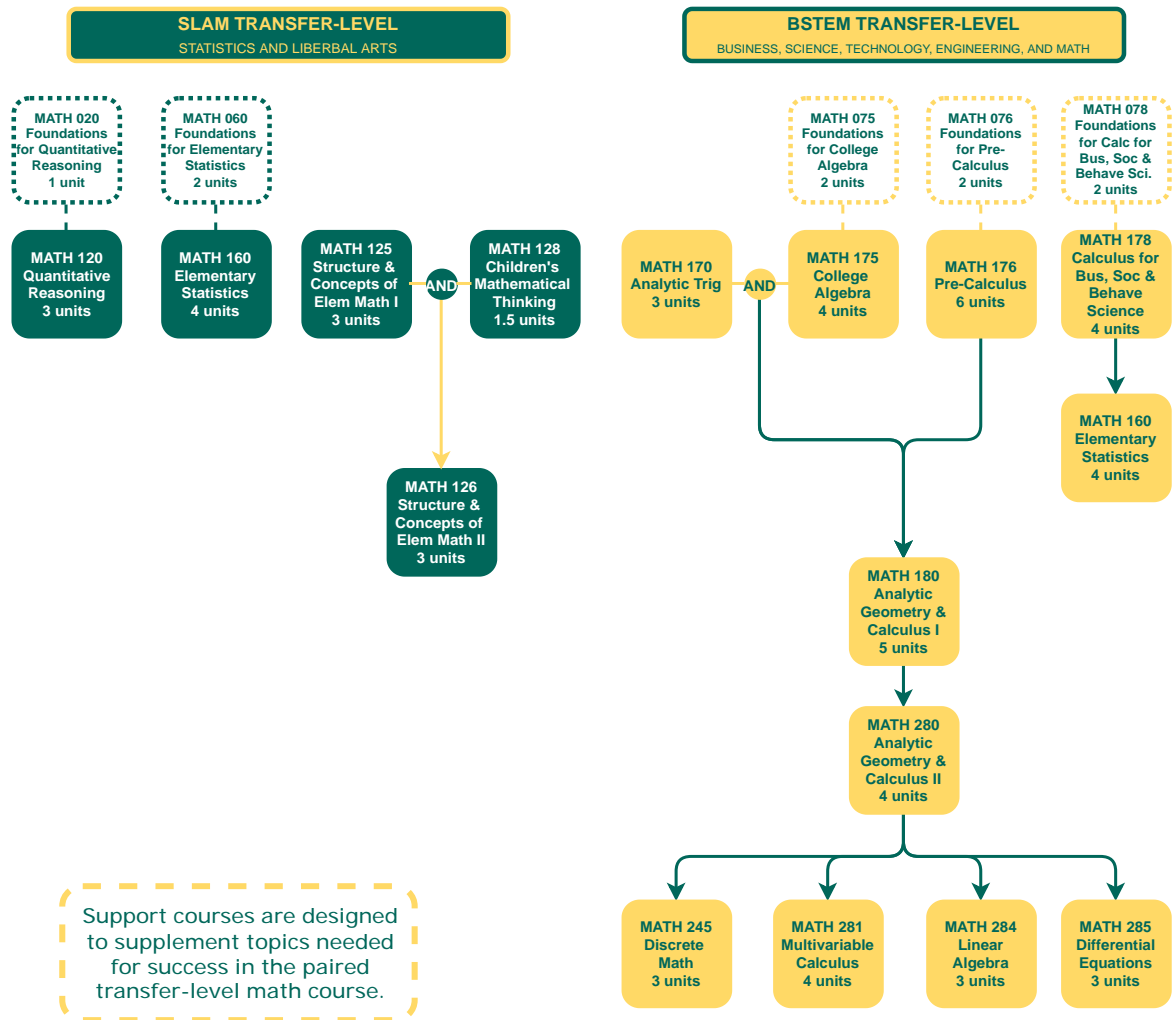 SLAM TRANSFER-LEVEL
STATISTICS AND LIBERBAL ARTS
BSTEM TRANSFER-LEVEL
BUSINESS, SCIENCE, TECHNOLOGY, ENGINEERING, AND MATH
MATH 020
Foundations
for Quantitative
Reasoning
1 unit
MATH 060
Foundations
for Elementary
Statistics
2 units
MATH 075
Foundations
for College
Algebra
2 units
MATH 076
Foundations
for Pre-
Calculus
2 units
MATH 078
Foundations
for Calc for
Bus, Soc &
Behave Sci.
2 units
MATH 120
Quantitative
Reasoning
3 units
MATH 160
Elementary
Statistics
4 units
MATH 125
Structure &
Concepts of
Elem Math I
3 units
AND
MATH 128
Children's
Mathematical
Thinking
1.5 units
MATH 170
Analytic Trig
3 units
AND
MATH 175
College
Algebra
4 units
MATH 176
Pre-Calculus
6 units
MATH 178
Calculus for
Bus, Soc &
Behave
Science
4 units
MATH 160
Elementary
Statistics
4 units
MATH 126
Structure &
Concepts of
Elem Math II
3 units
MATH 180
Analytic
Geometry &
Calculus I
5 units
MATH 280
Analytic
Geometry &
Calculus II
4 units
MATH 245
Discrete
Math
3 units
MATH 281
Multivariable
Calculus
4 units
MATH 284
Linear
Algebra
3 units
MATH 285
Differential
Equations
3 units
Support courses are designed
to supplement topics needed
for success in the paired
transfer-level math course.